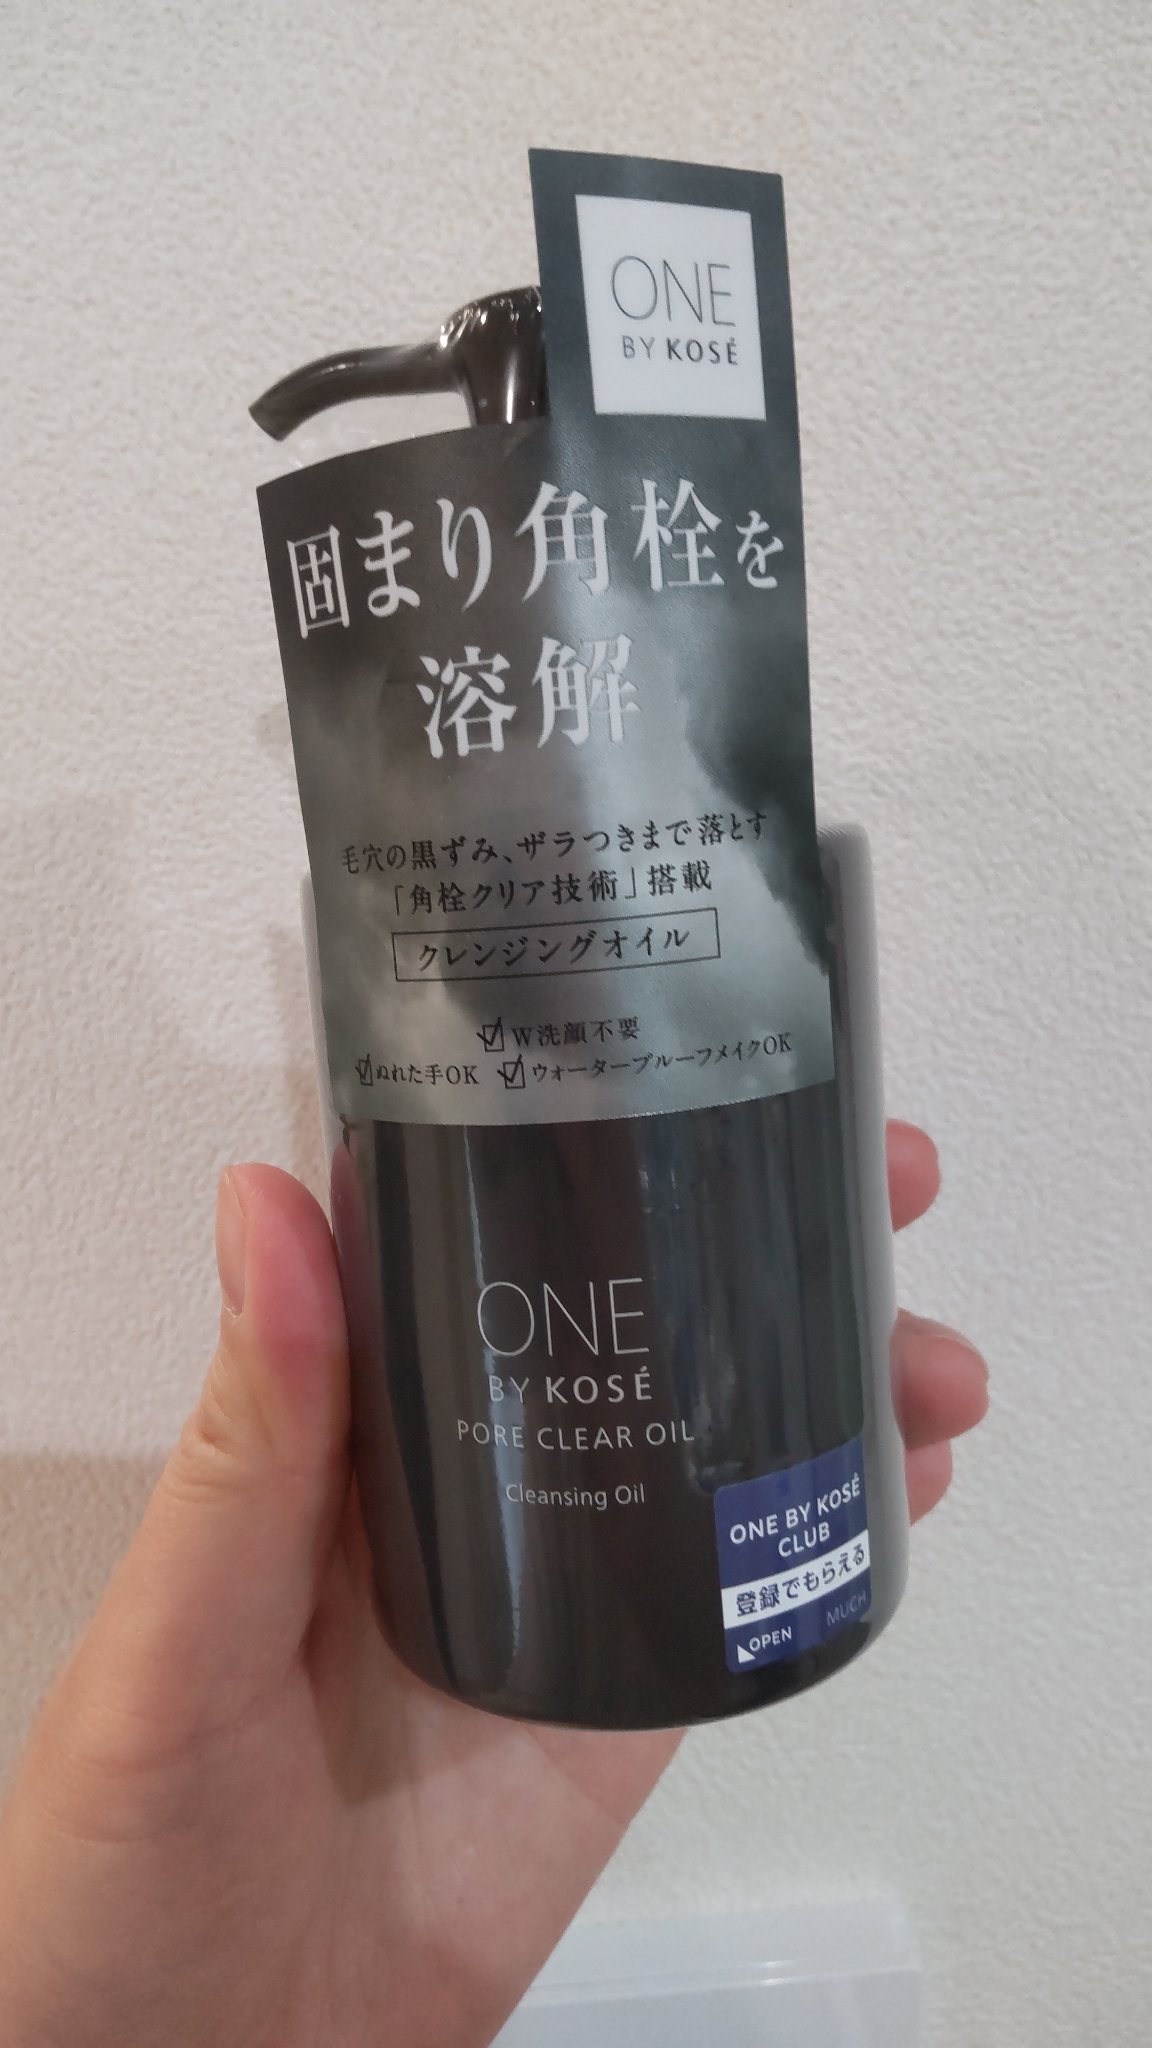 ONE
BY KOSÉ
固まり角栓を
溶解
毛穴の黒ずみ、ザラつきまで落とす
「角栓クリア技術」搭載
クレンジングオイル
W洗顔不要
ぬれた手OK ウォータープルーフメイクOK
ONE
BY KOSÉ
PORE CLEAR OIL
Cleansing Oil
ONE BY KOSÉ
CLUB
登録でもらえる
OPEN MUCH